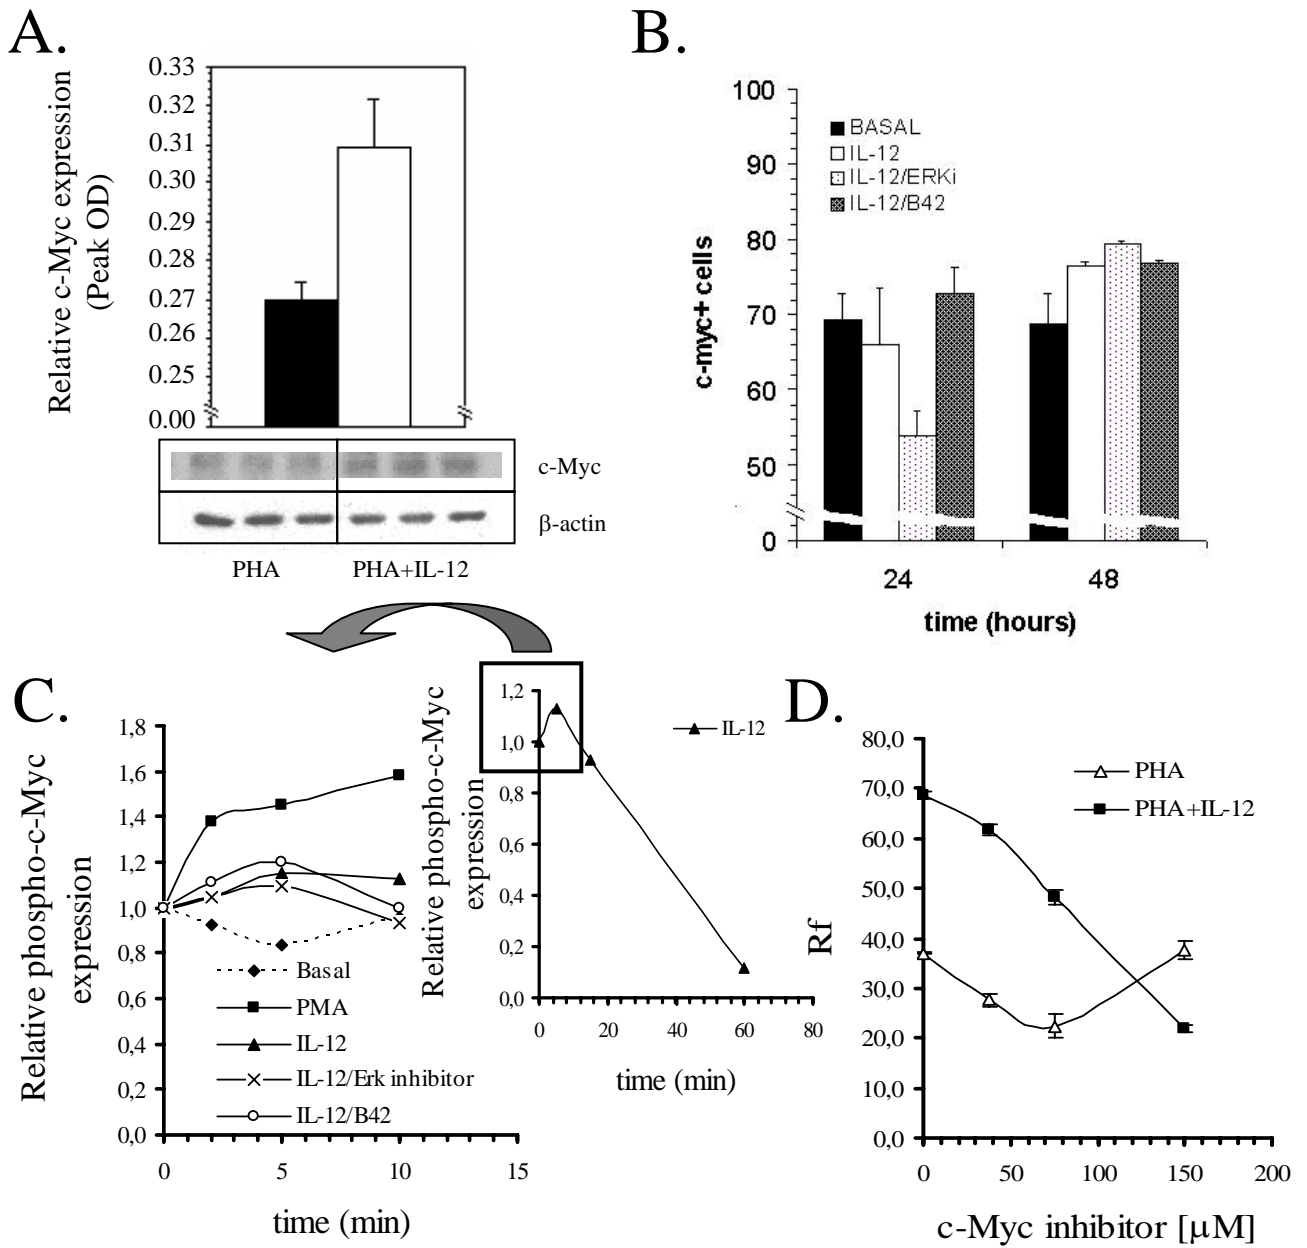 A.
Relative c-Myc expression
(Peak OD)
0.33
0.32
0.31
0.30
0.29
0.28
0.27
0.26
0.25
0.00
c-Myc
β-actin
PHA PHA+IL-12
B.
c-myc+ cells
100
90
80
70
60
50
0
BASAL
IL-12
IL-12/ERKi
IL-12/B42
24 48
time (hours)
C.
Relative phospho-c-Myc
expression
1,8
1,6
1,4
1,2
1,0
0,8
0,6
0,4
0,2
0,0
Basal
PMA
IL-12
IL-12/Erk inhibitor
IL-12/B42
0 5 10 15
time (min)
Relative phospho-c-Myc
expression
1,2
1,0
0,8
0,6
0,4
0,2
0,0
IL-12
0 20 40 60 80
time (min)
D.
Rf
80,0
70,0
60,0
50,0
40,0
30,0
20,0
10,0
0,0
PHA
PHA+IL-12
0 50 100 150 200
c-Myc inhibitor [μM]